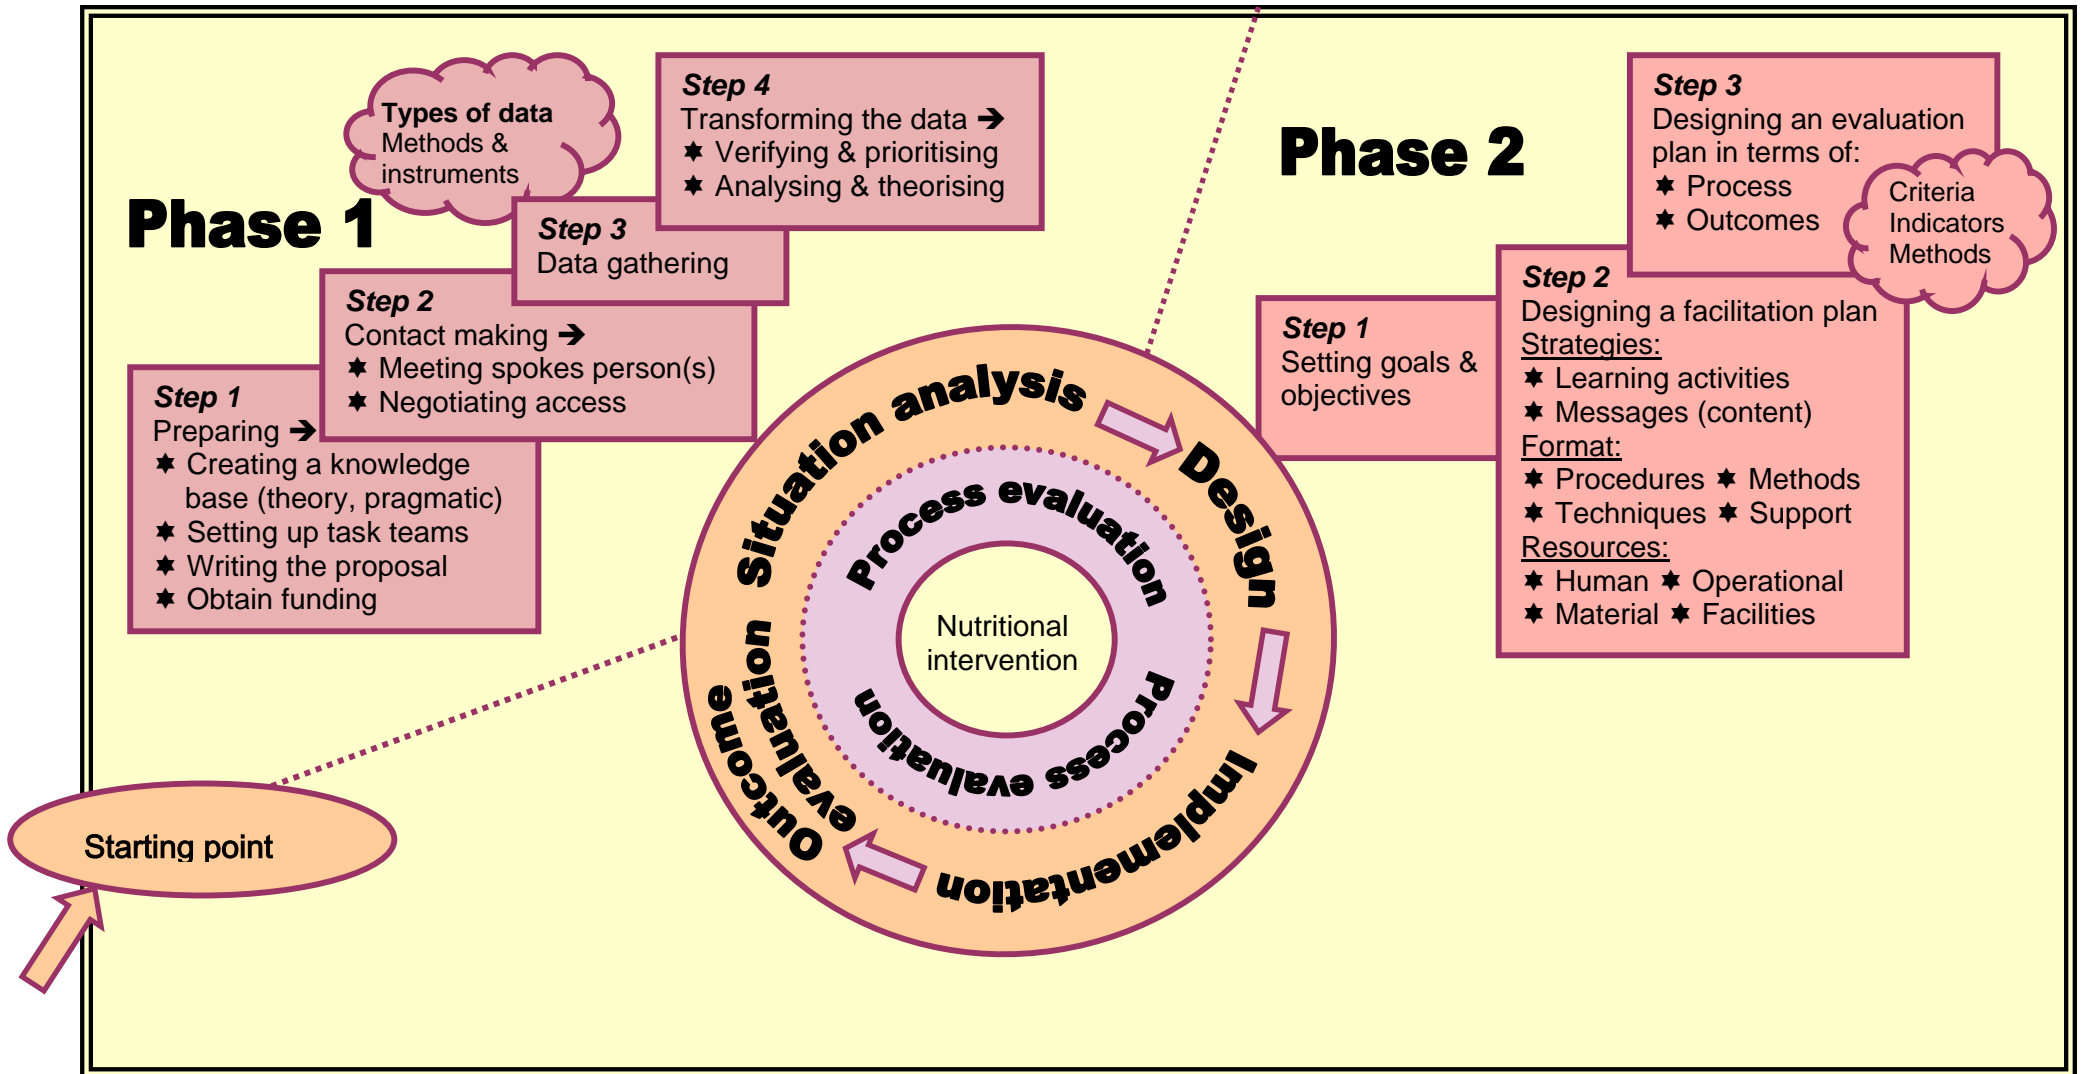 Phase 1
Types of data
Methods &
instruments
Step 1
Preparing ➔
✶ Creating a knowledge
base (theory, pragmatic)
✶ Setting up task teams
✶ Writing the proposal
✶ Obtain funding
Step 2
Contact making ➔
✶ Meeting spokes person(s)
✶ Negotiating access
Step 3
Data gathering
Step 4
Transforming the data ➔
✶ Verifying & prioritising
✶ Analysing & theorising
Phase 2
Step 1
Setting goals &
objectives
Step 2
Designing a facilitation plan
Strategies:
✶ Learning activities
✶ Messages (content)
Format:
✶ Procedures ✶ Methods
✶ Techniques ✶ Support
Resources:
✶ Human ✶ Operational
✶ Material ✶ Facilities
Step 3
Designing an evaluation
plan in terms of:
✶ Process
✶ Outcomes
Criteria
Indicators
Methods
Situation analysis
Design
Implementation
Outcome
evaluation
Process evaluation
Process evaluation
Nutritional
intervention
Starting point